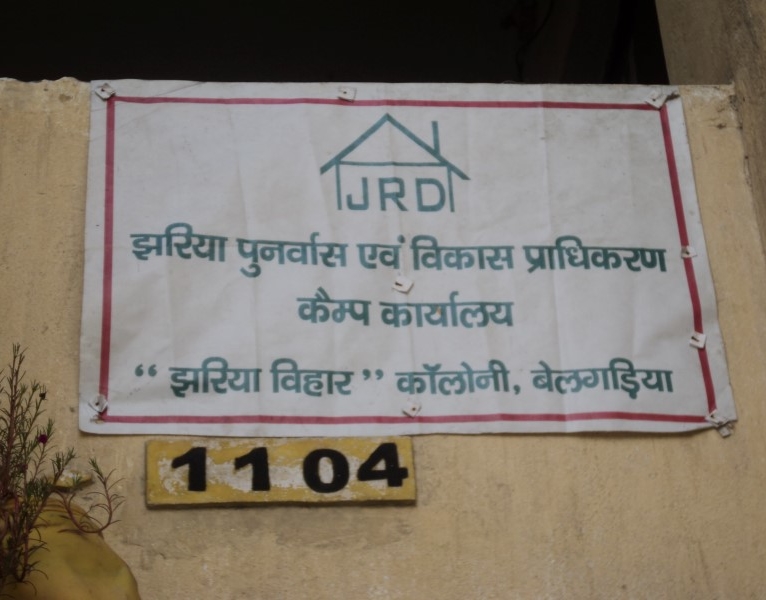 JRD
झरिया पुनर्वास एवं विकास प्राधिकरण
कैम्प कार्यालय
“ झरिया विहार ” कॉलोनी, बेलगड़िया
1104